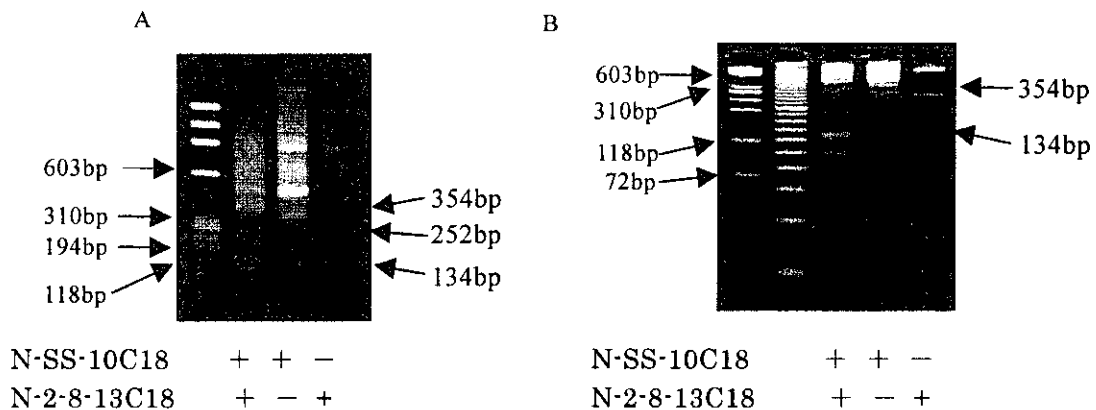 A
603bp
310bp
194bp
118bp
354bp
252bp
134bp
N-SS-10C18 + + −
N-2-8-13C18 + − +
B
603bp
310bp
118bp
72bp
354bp
134bp
N-SS-10C18 + + −
N-2-8-13C18 + − +